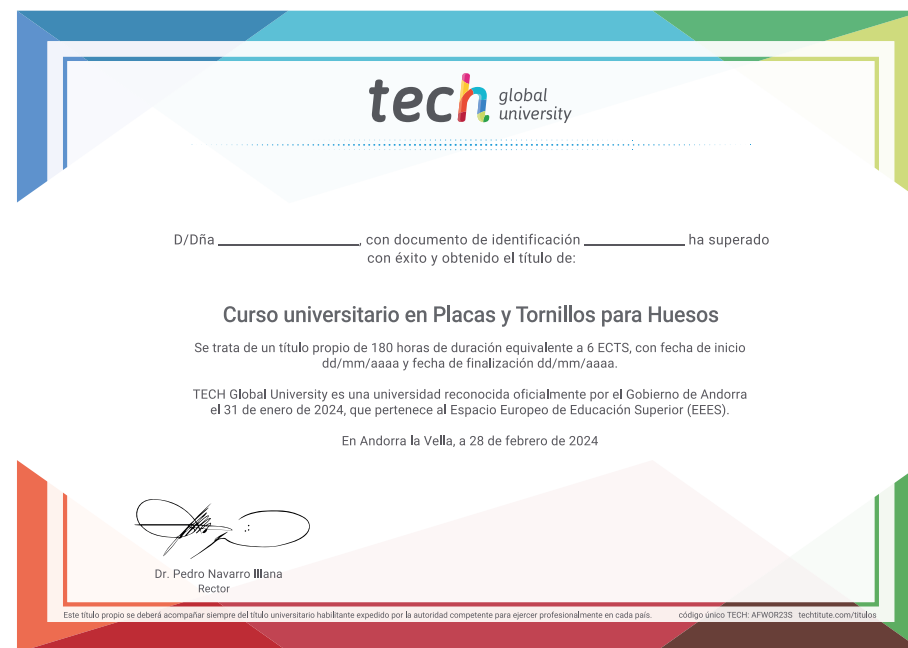 tech global university
D/Dña ____________, con documento de identificación ____________ ha superado
con éxito y obtenido el título de:
Curso universitario en Placas y Tornillos para Huesos
Se trata de un título propio de 180 horas de duración equivalente a 6 ECTS, con fecha de inicio
dd/mm/aaaa y fecha de finalización dd/mm/aaaa.
TECH Global University es una universidad reconocida oficialmente por el Gobierno de Andorra
el 31 de enero de 2024, que pertenece al Espacio Europeo de Educación Superior (EEES).
En Andorra la Vella, a 28 de febrero de 2024
Dr. Pedro Navarro Illana
Rector
Este título propio se deberá acompañar siempre del título universitario habilitante expedido por la autoridad competente para ejercer profesionalmente en cada país. código único TECH: AFWOR23S techtitute.com/titulos